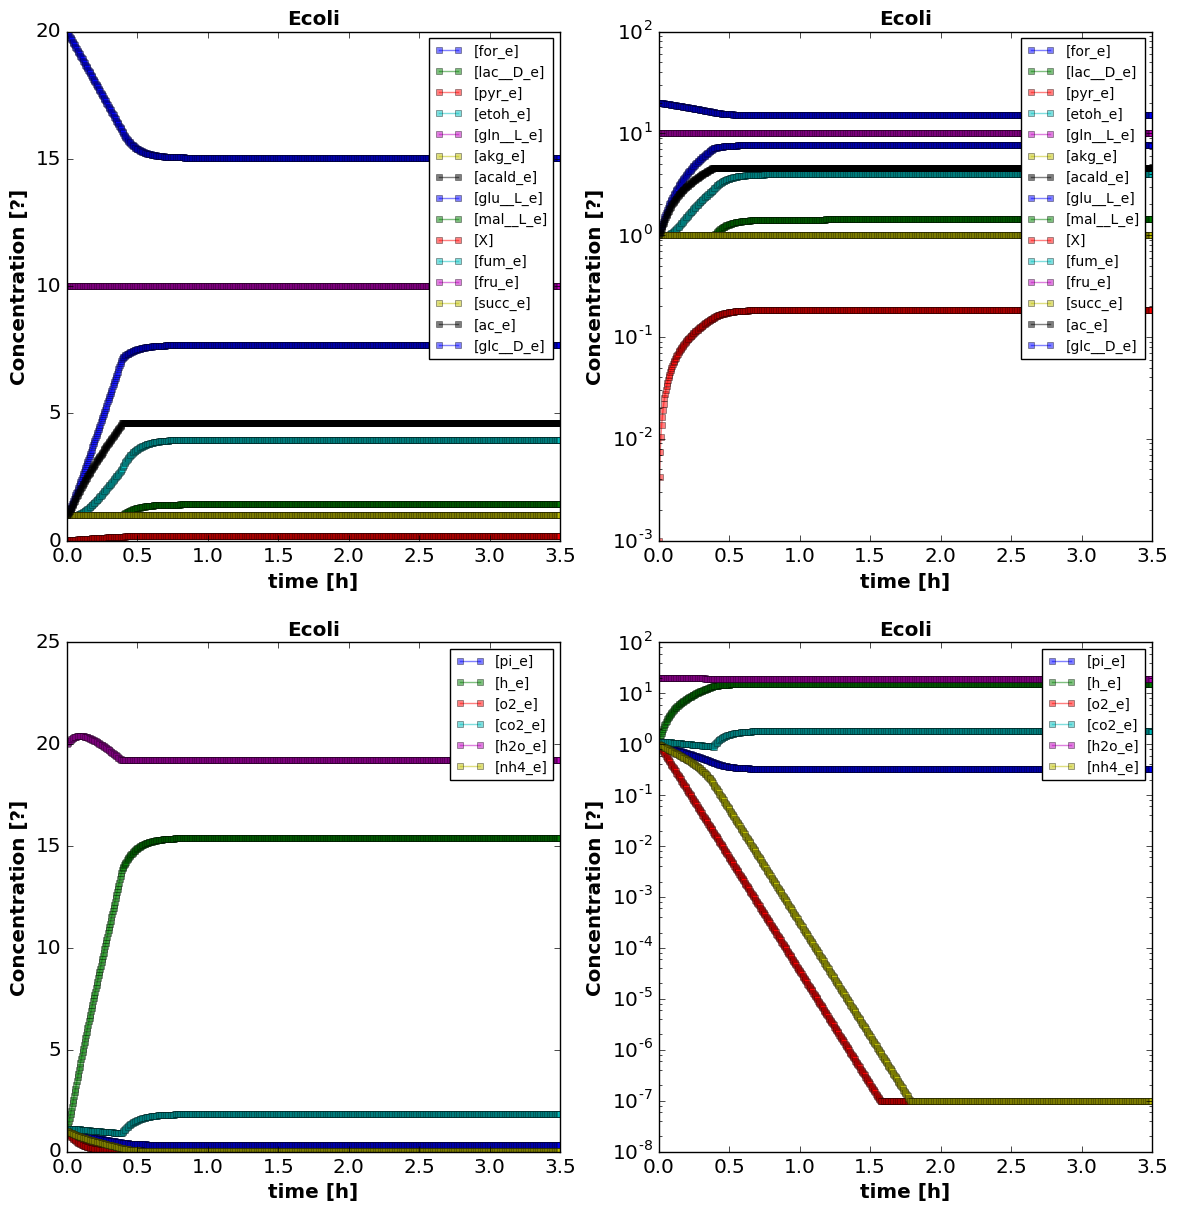 Ecoli
20
15
10
5
0
Concentration [?]
0.0 0.5 1.0 1.5 2.0 2.5 3.0 3.5
time [h]
[for_e]
[lac__D_e]
[pyr_e]
[etoh_e]
[gln__L_e]
[akg_e]
[acald_e]
[glu__L_e]
[mal__L_e]
[X]
[fum_e]
[fru_e]
[succ_e]
[ac_e]
[glc__D_e]
Ecoli
10^2
10^1
10^0
10^-1
10^-2
10^-3
Concentration [?]
0.0 0.5 1.0 1.5 2.0 2.5 3.0 3.5
time [h]
[for_e]
[lac__D_e]
[pyr_e]
[etoh_e]
[gln__L_e]
[akg_e]
[acald_e]
[glu__L_e]
[mal__L_e]
[X]
[fum_e]
[fru_e]
[succ_e]
[ac_e]
[glc__D_e]
Ecoli
25
20
15
10
5
0
Concentration [?]
0.0 0.5 1.0 1.5 2.0 2.5 3.0 3.5
time [h]
[pi_e]
[h_e]
[o2_e]
[co2_e]
[h2o_e]
[nh4_e]
Ecoli
10^2
10^1
10^0
10^-1
10^-2
10^-3
10^-4
10^-5
10^-6
10^-7
10^-8
Concentration [?]
0.0 0.5 1.0 1.5 2.0 2.5 3.0 3.5
time [h]
[pi_e]
[h_e]
[o2_e]
[co2_e]
[h2o_e]
[nh4_e]